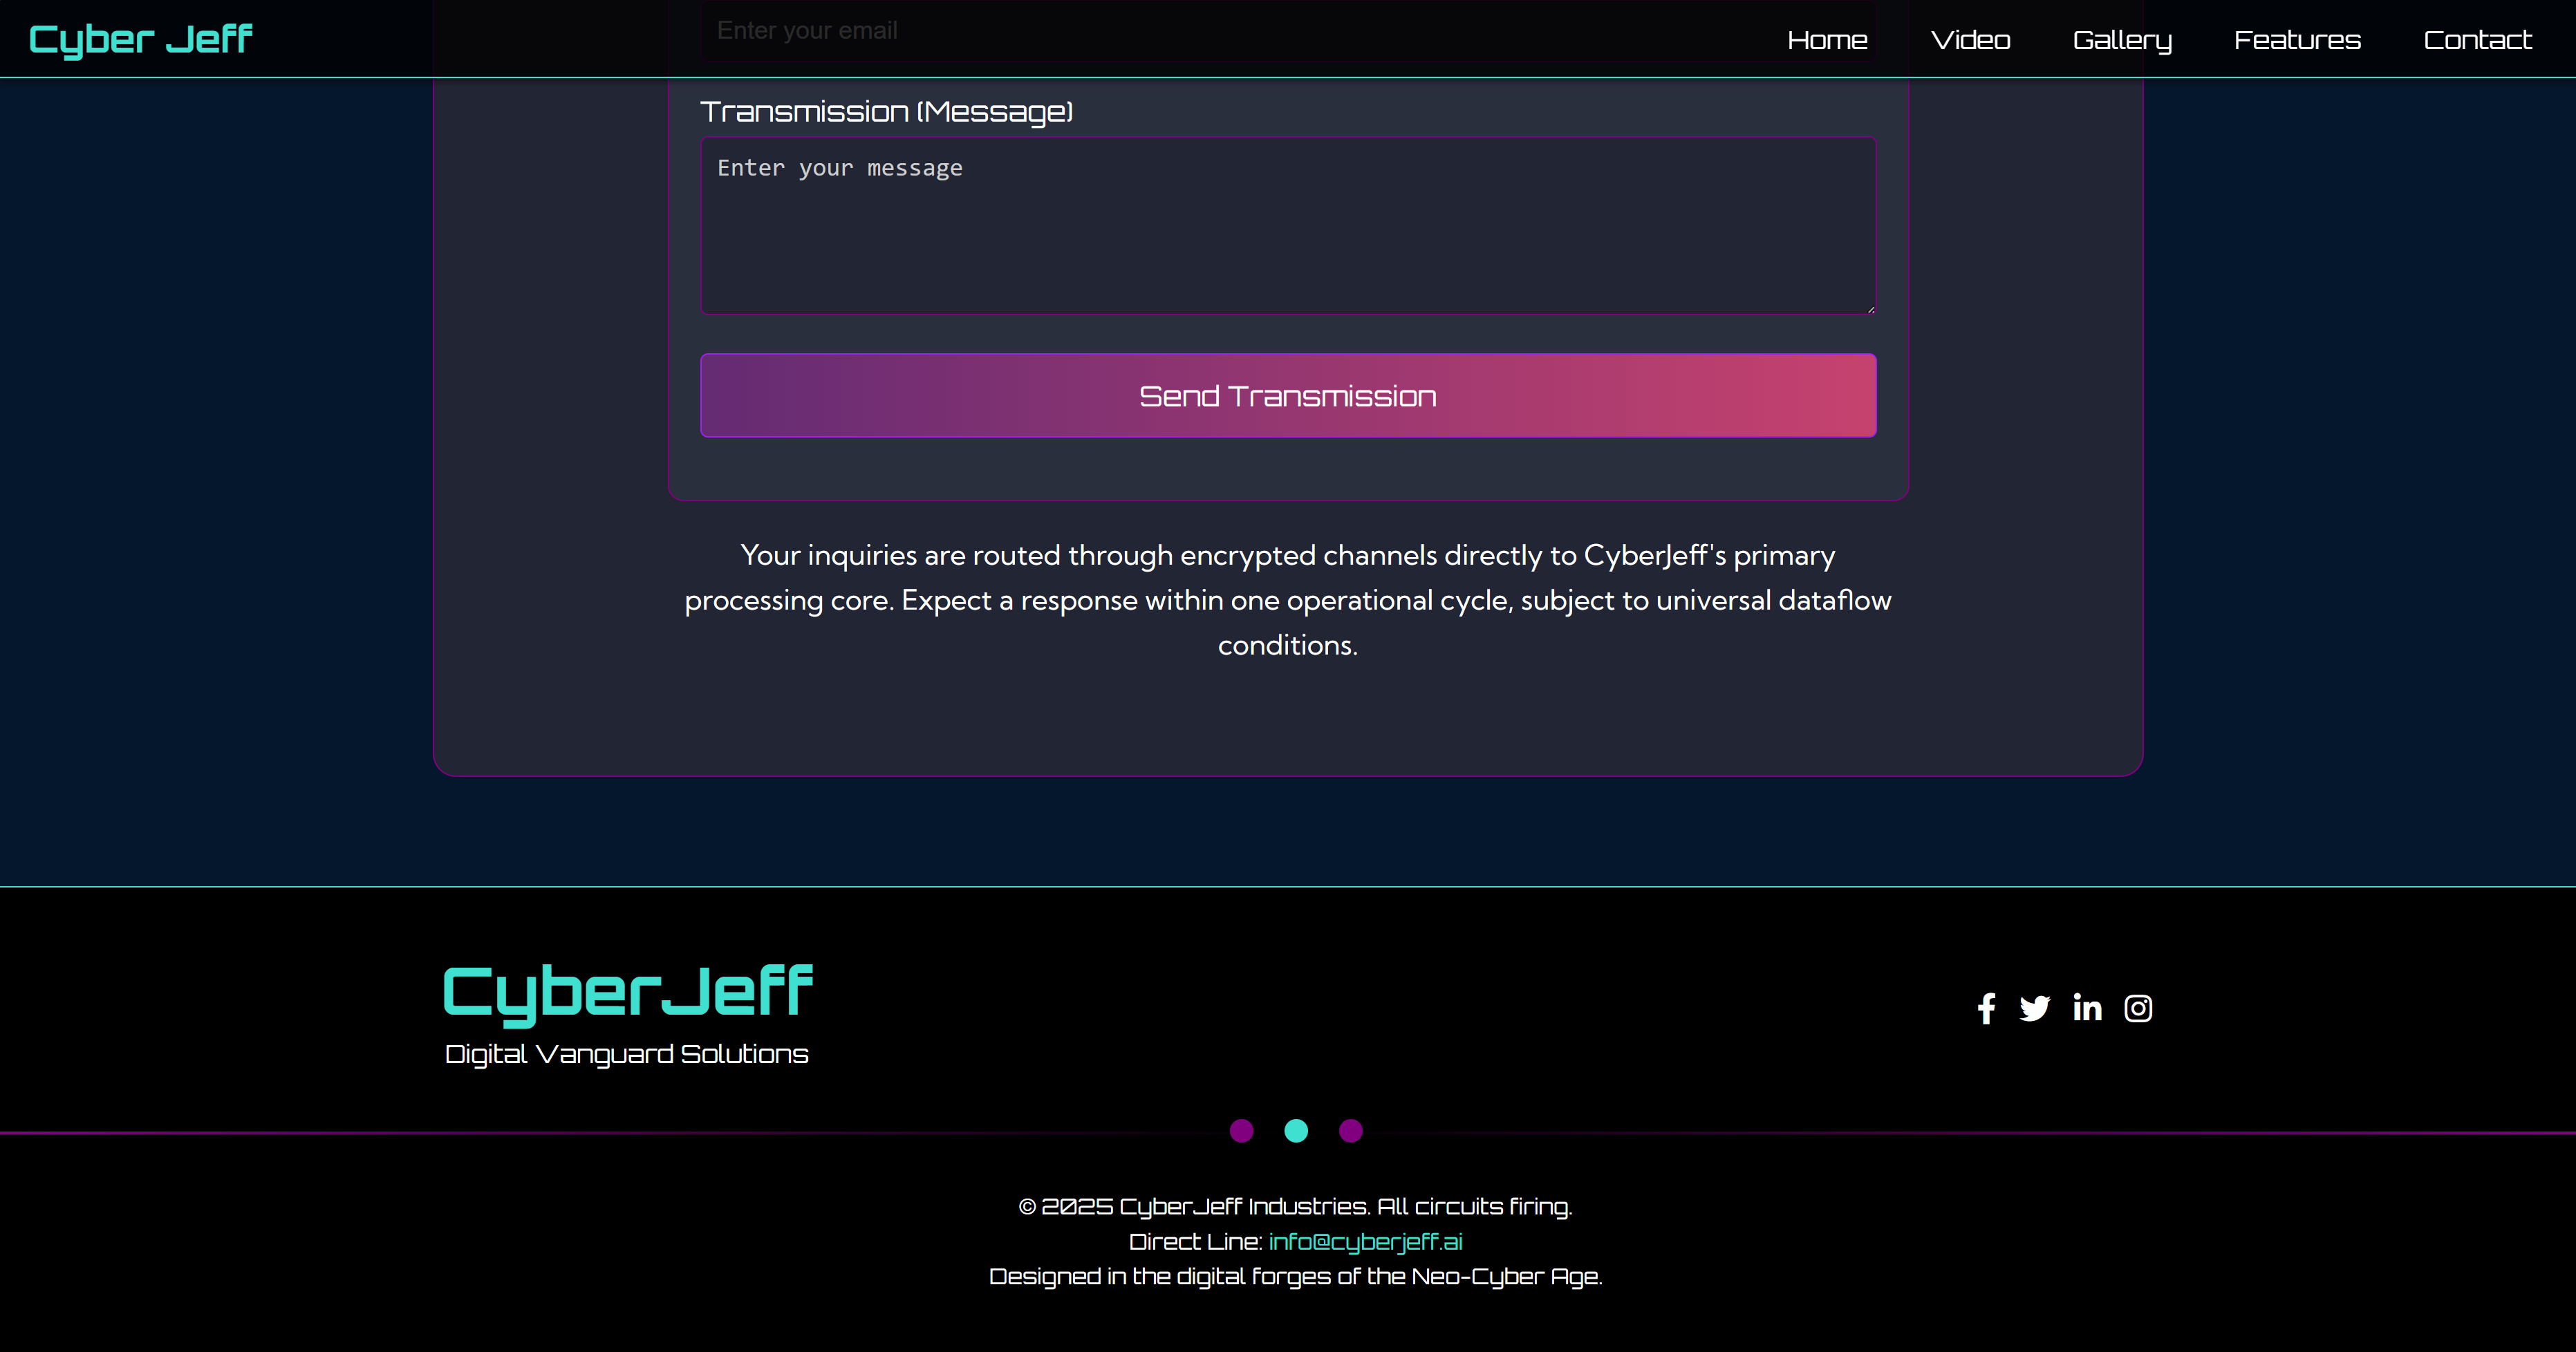 Cyber Jeff
Home Video Gallery Features Contact
Enter your email
Transmission (Message)
Enter your message
Send Transmission
Your inquiries are routed through encrypted channels directly to CyberJeff's primary
processing core. Expect a response within one operational cycle, subject to universal dataflow
conditions.
CyberJeff
Digital Vanguard Solutions
© 2025 CyberJeff Industries. All circuits firing.
Direct Line: info@cyberjeff.ai
Designed in the digital forges of the Neo-Cyber Age.